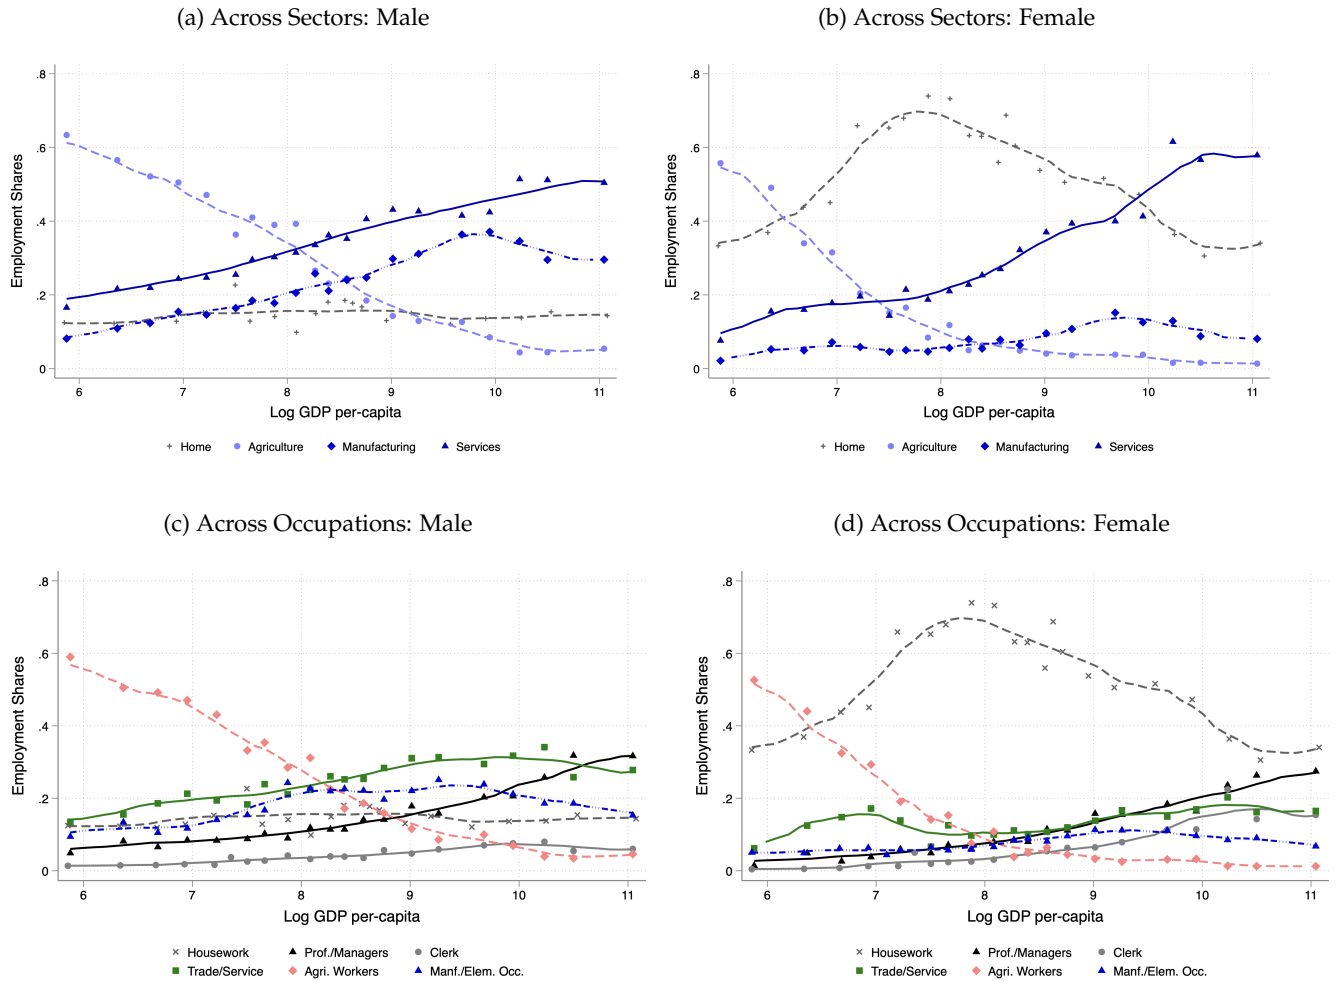 (a) Across Sectors: Male
(b) Across Sectors: Female
Employment Shares
.8
.6
.4
.2
0
6 7 8 9 10 11
Log GDP per-capita
Home Agriculture Manufacturing Services
Employment Shares
.8
.6
.4
.2
0
6 7 8 9 10 11
Log GDP per-capita
Home Agriculture Manufacturing Services
(c) Across Occupations: Male
(d) Across Occupations: Female
Employment Shares
.8
.6
.4
.2
0
6 7 8 9 10 11
Log GDP per-capita
Housework Prof./Managers Clerk
Trade/Service Agri. Workers Manf./Elem. Occ.
Employment Shares
.8
.6
.4
.2
0
6 7 8 9 10 11
Log GDP per-capita
Housework Prof./Managers Clerk
Trade/Service Agri. Workers Manf./Elem. Occ.